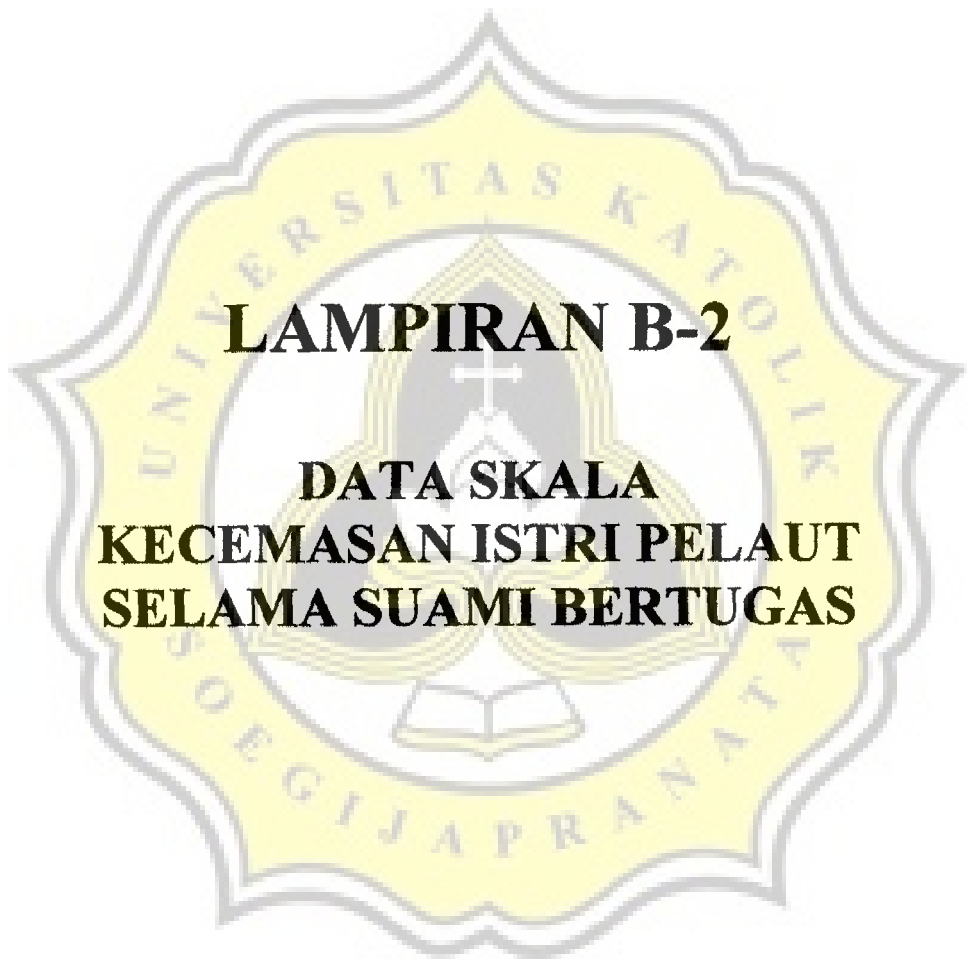 UNIVERSITAS KATOLIK
LAMPIRAN B-2
DATA SKALA
KECEMASAN ISTRI PELAUT
SELAMA SUAMI BERTUGAS
SOEGIJAPRANATA